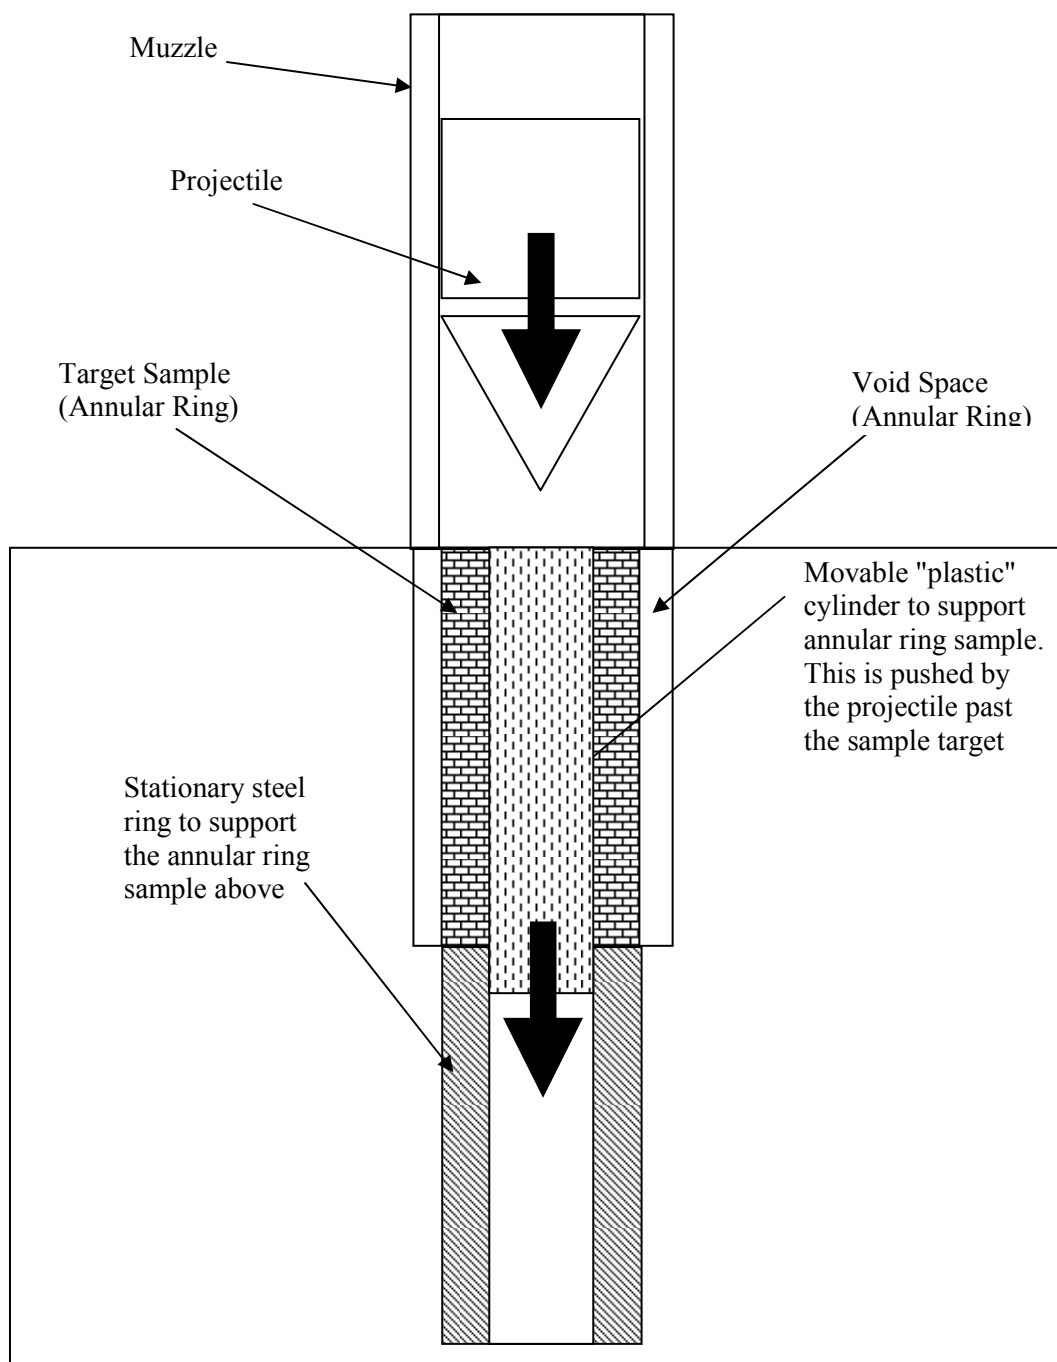 Muzzle
Projectile
Target Sample
(Annular Ring)
Void Space
(Annular Ring)
Movable "plastic"
cylinder to support
annular ring sample.
This is pushed by
the projectile past
the sample target
Stationary steel
ring to support
the annular ring
sample above